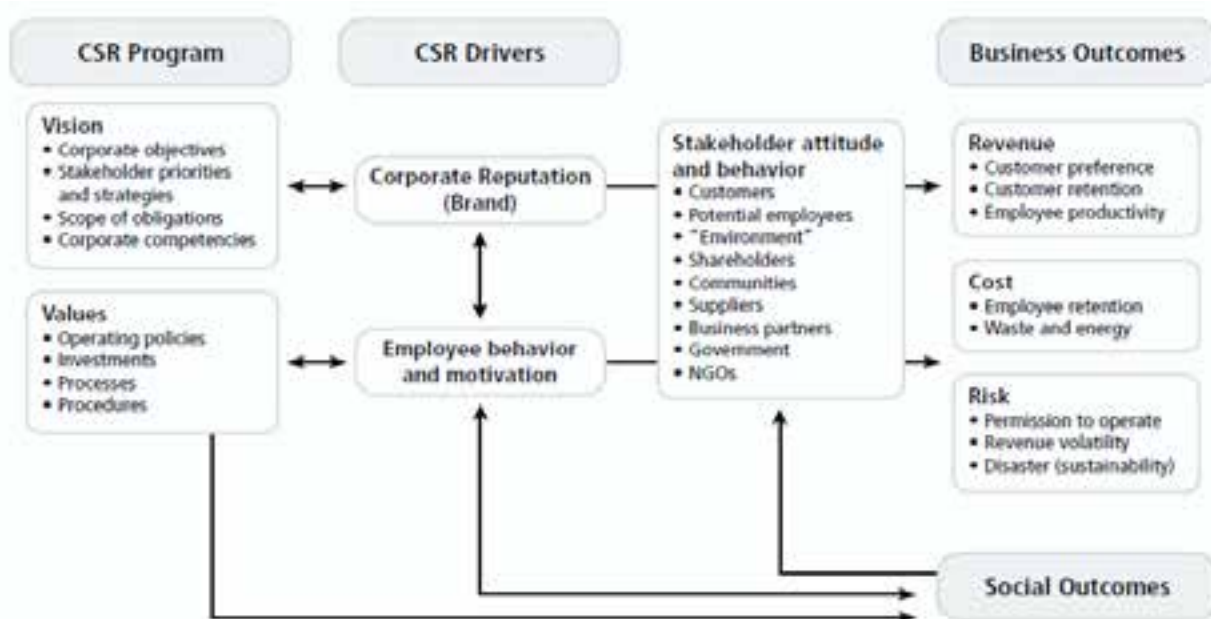 CSR Program
CSR Drivers
Business Outcomes
Vision
• Corporate objectives
• Stakeholder priorities
and strategies
• Scope of obligations
• Corporate competencies
Values
• Operating policies
• Investments
• Processes
• Procedures
Corporate Reputation
(Brand)
Employee behavior
and motivation
Stakeholder attitude
and behavior
• Customers
• Potential employees
• "Environment"
• Shareholders
• Communities
• Suppliers
• Business partners
• Government
• NGOs
Revenue
• Customer preference
• Customer retention
• Employee productivity
Cost
• Employee retention
• Waste and energy
Risk
• Permission to operate
• Revenue volatility
• Disaster (sustainability)
Social Outcomes